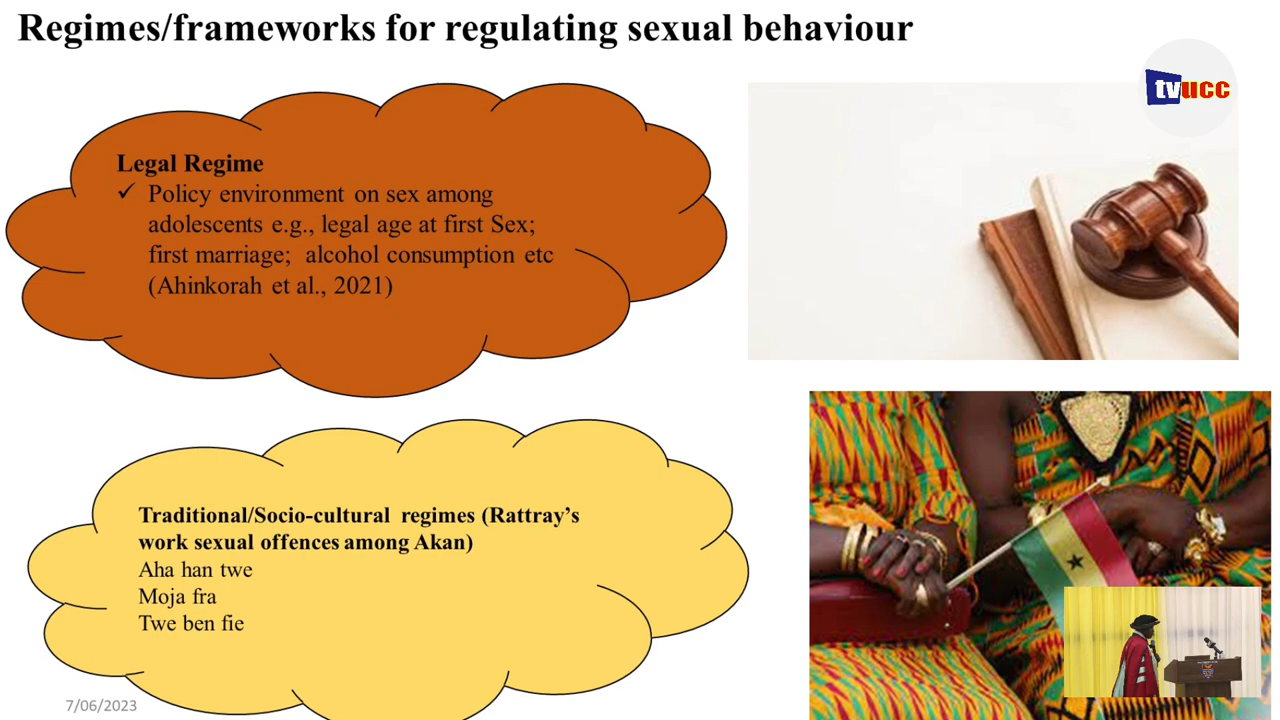 Regimes/frameworks for regulating sexual behaviour
tvucc
Legal Regime
✓ Policy environment on sex among
adolescents e.g., legal age at first Sex;
first marriage; alcohol consumption etc
(Ahinkorah et al., 2021)
Traditional/Socio-cultural regimes (Rattray’s
work sexual offences among Akan)
Aha han twe
Moja fra
Twe ben fie
7/06/2023